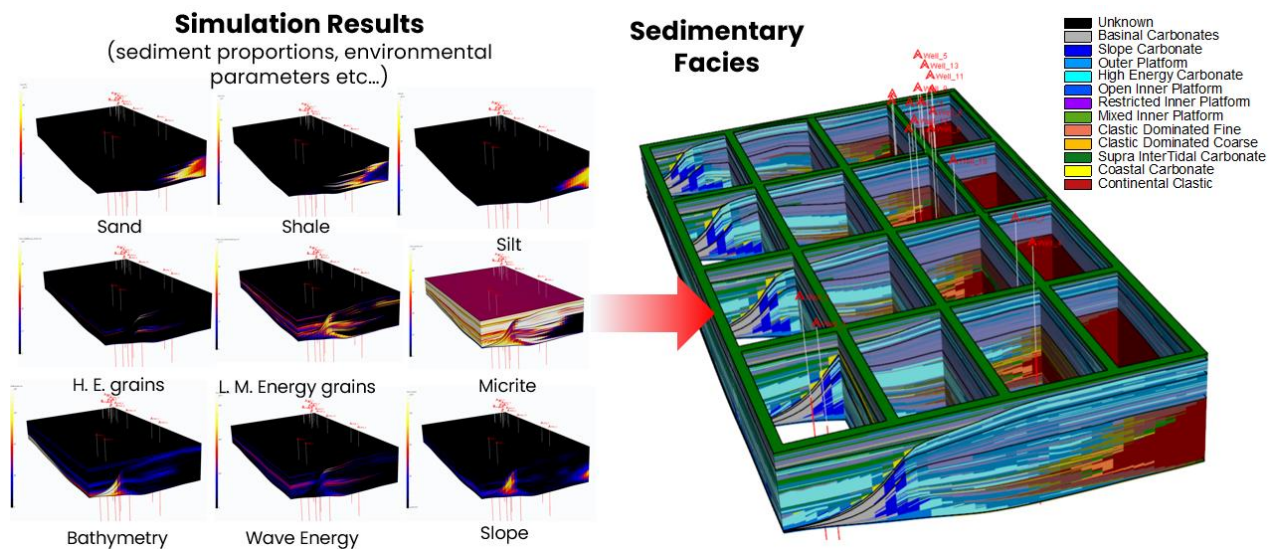 Simulation Results
(sediment proportions, environmental
parameters etc...)
Sand
Shale
Silt
H. E. grains
L. M. Energy grains
Micrite
Bathymetry
Wave Energy
Slope
Sedimentary
Facies
Well_5
Well_13
Well_11
Unknown
Basinal Carbonates
Slope Carbonate
Outer Platform
High Energy Carbonate
Open Inner Platform
Restricted Inner Platform
Mixed Inner Platform
Clastic Dominated Fine
Clastic Dominated Coarse
Supra InterTidal Carbonate
Coastal Carbonate
Continental Clastic